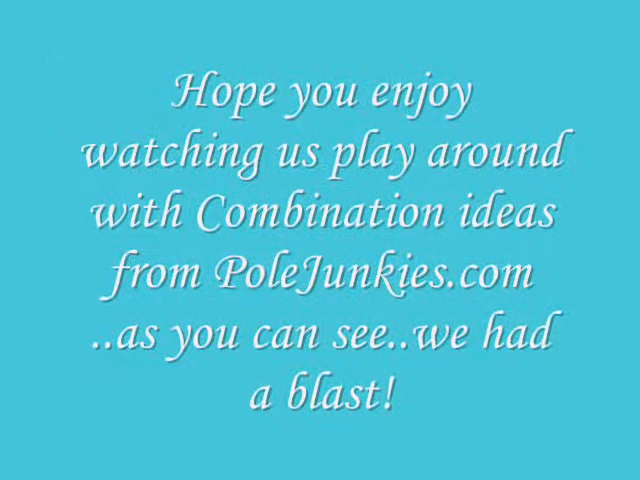 Hope you enjoy
watching us play around
with Combination ideas
from PoleJunkies.com
..as you can see..we had
a blast!